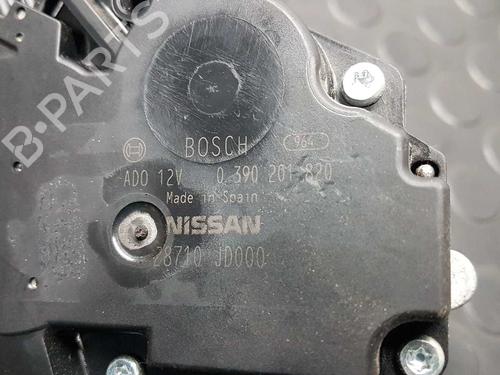 B-PARTS
BOSCH 964
ADO 12V 0 390 201 820
Made in Spain
NISSAN
28710 JD000